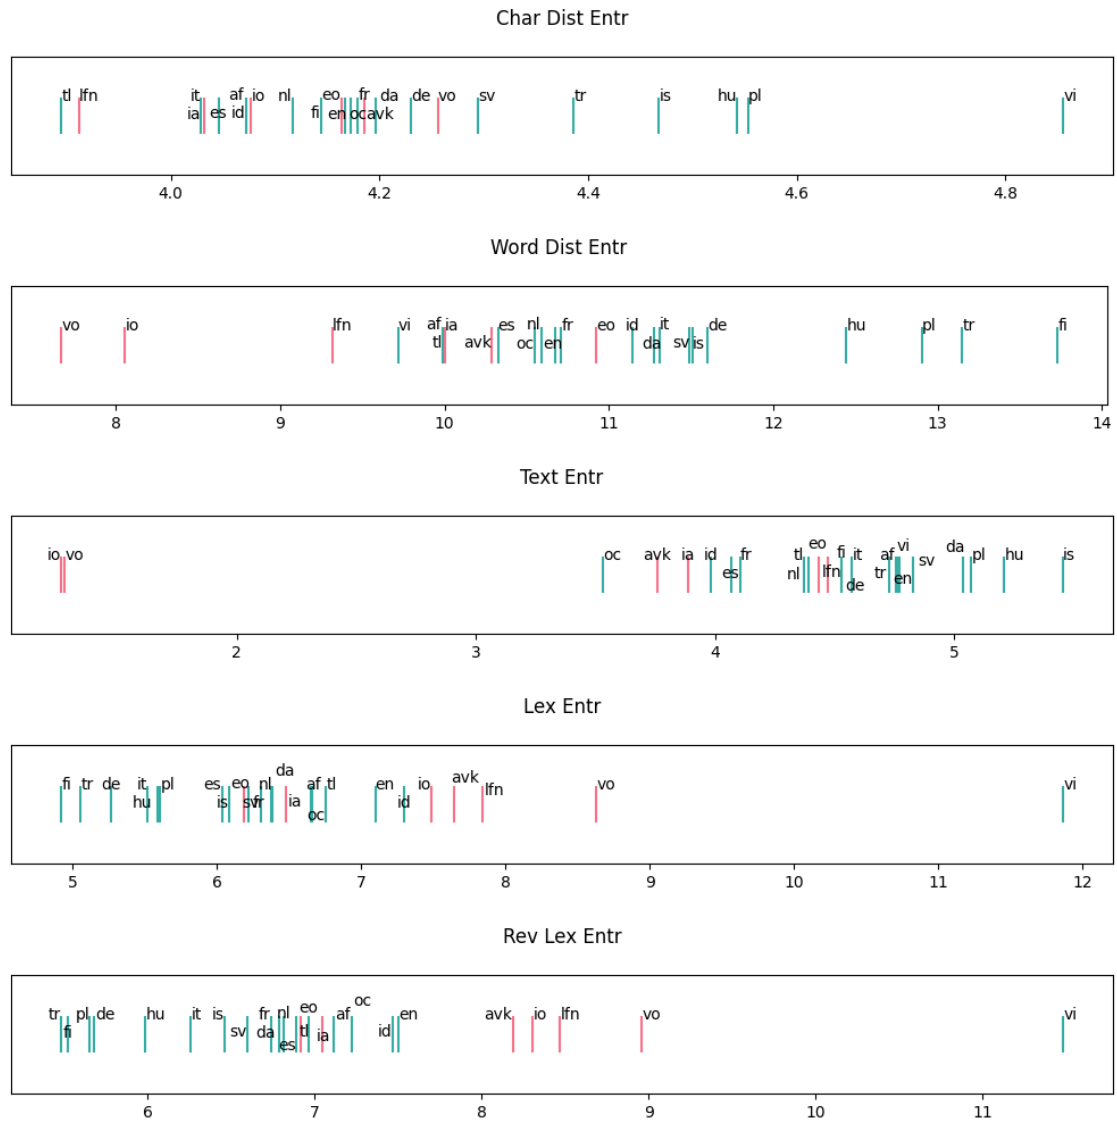 Char Dist Entr
tl lfn it af io nl eo fr da de vo sv tr is hu pl vi
ia es id fi en oc avk
4.0 4.2 4.4 4.6 4.8
Word Dist Entr
vo io lfn vi af ia es nl fr eo id it de hu pl tr fi
tl avk oc en da sv is
8 9 10 11 12 13 14
Text Entr
eo vi da
io vo oc avk ia id fr tl fi it af sv pl hu is
es nl lfn tr en
de
2 3 4 5
Lex Entr
da avk
fi tr de it pl es eo nl af tl en io lfn vo vi
hu is sv fr ia id
oc
5 6 7 8 9 10 11 12
Rev Lex Entr
eo oc
tr pl de hu it is fr nl af en avk io lfn vo vi
fi sv da tl ia id
es
6 7 8 9 10 11